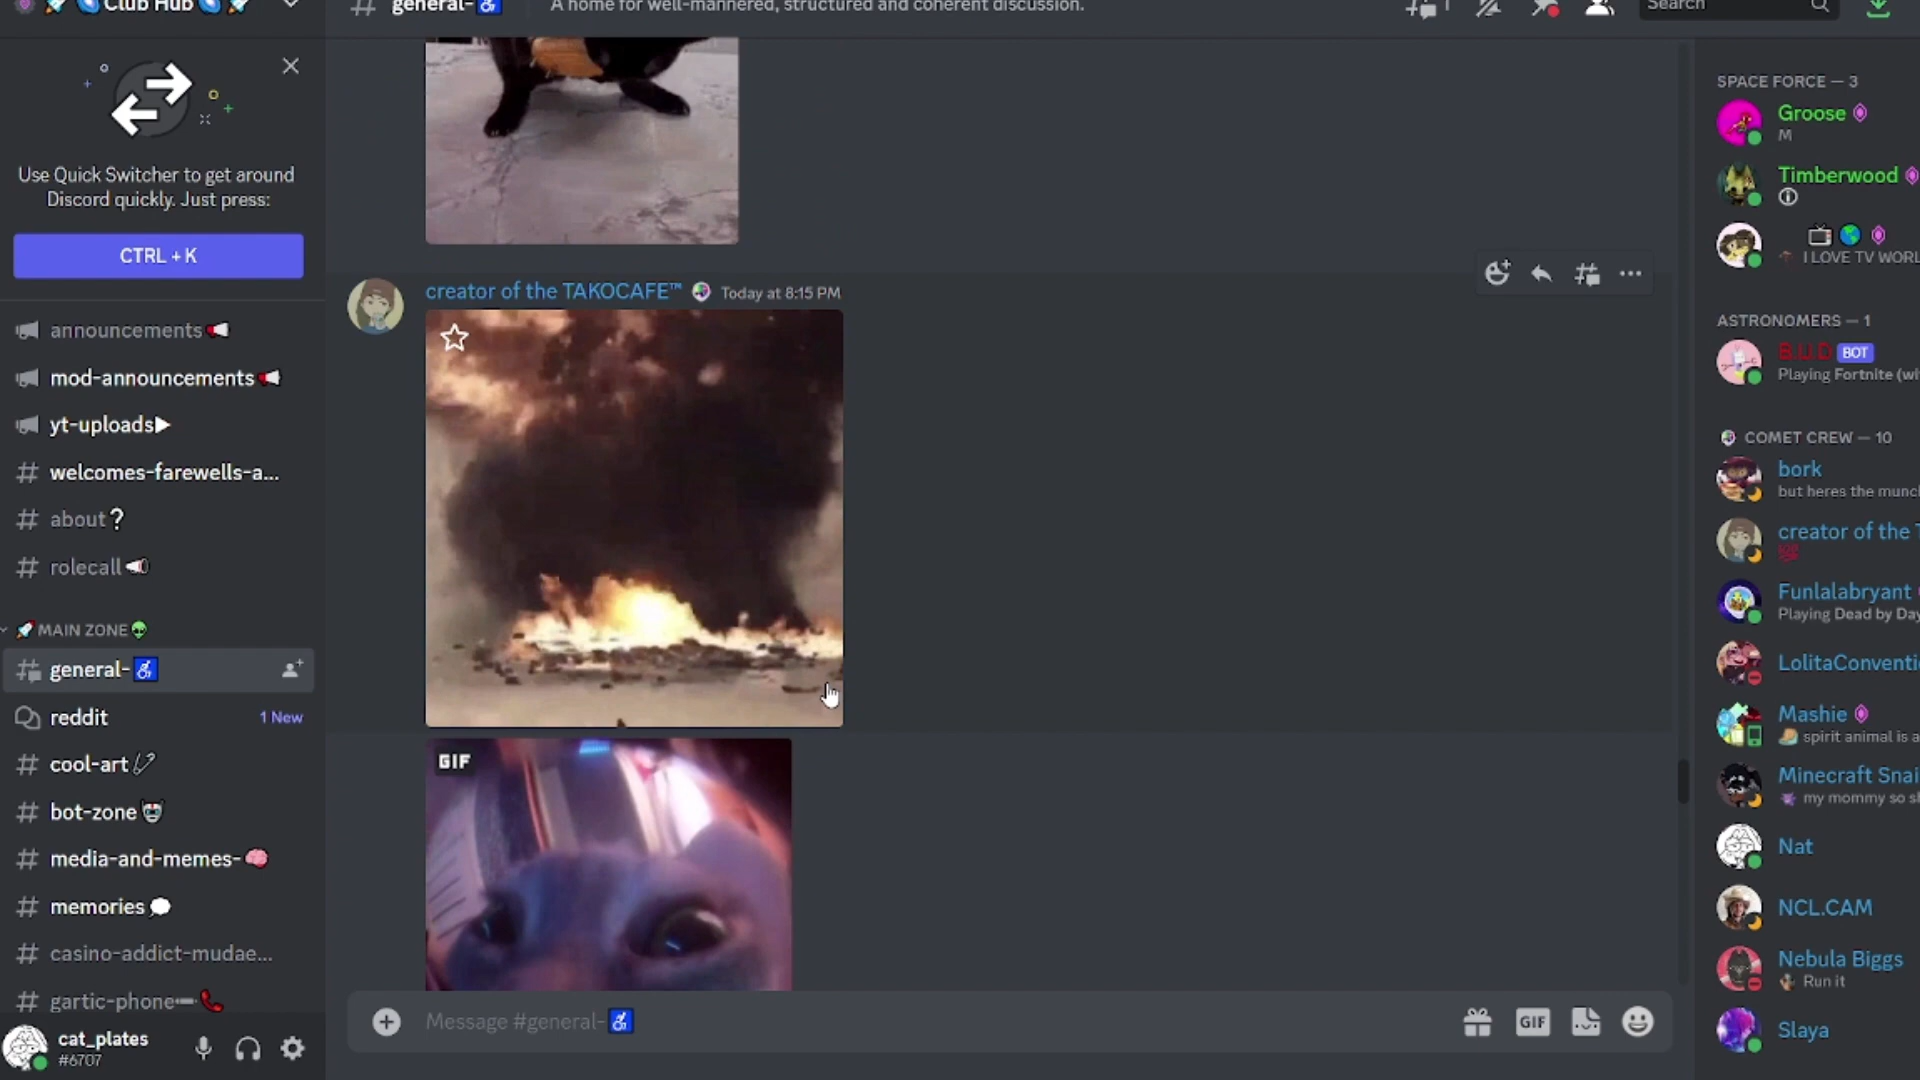 Club Hub
general-
A home for well-mannered, structured and coherent discussion.
Search
Use Quick Switcher to get around
Discord quickly. Just press:
CTRL + K
announcements
mod-announcements
yt-uploads
welcomes-farewells-a...
about
rolecall
MAIN ZONE
general-
reddit
1 New
cool-art
bot-zone
media-and-memes-
memories
casino-addict-mudae...
gartic-phone
cat_plates
#6707
creator of the TAKOCAFE™ Today at 8:15 PM
GIF
Message #general-
GIF
SPACE FORCE — 3
Groose
M
Timberwood
I LOVE TV WORL
ASTRONOMERS — 1
B.U.D BOT
Playing Fortnite (wi
COMET CREW — 10
bork
but heres the munc
creator of the T
Funlalabryant
Playing Dead by Day
LolitaConventi
Mashie
spirit animal is a
Minecraft Snai
my mommy so s
Nat
NCL.CAM
Nebula Biggs
Run it
Slaya